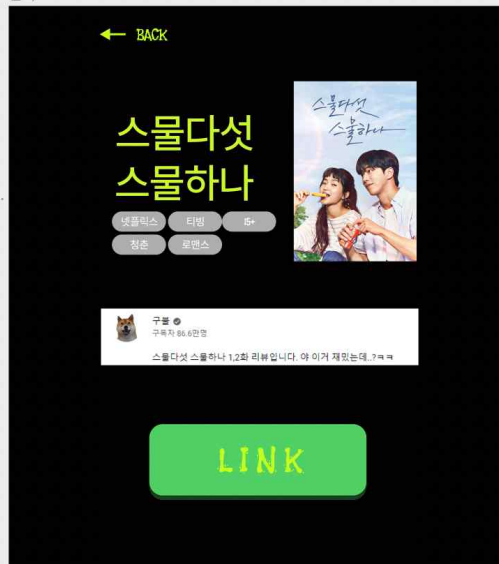 BACK
스물다섯
스물하나
넷플릭스 티빙 15+
청춘 로맨스
스물다섯
스물하나
구불
구독자 86.6만명
스물다섯 스물하나 1,2화 리뷰입니다. 야 이거 재밌는데..?ㅋㅋ
LINK